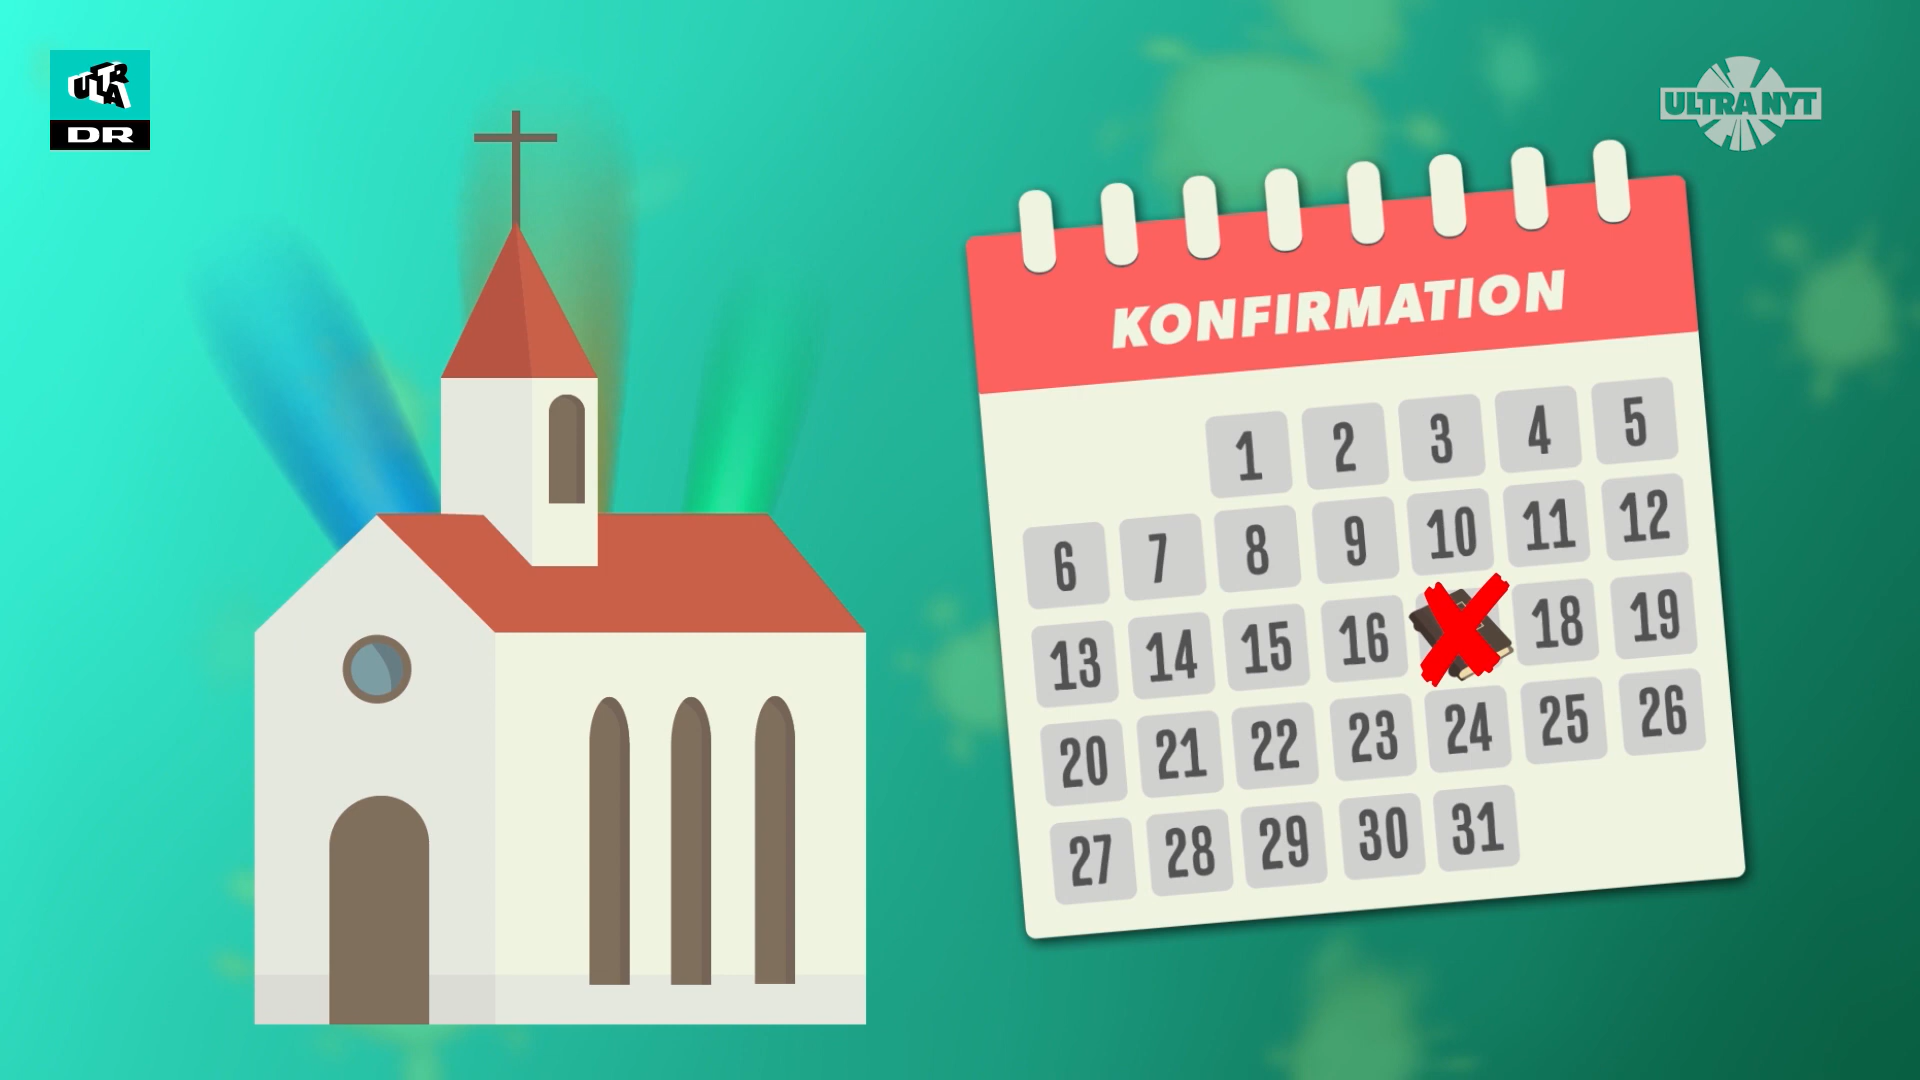 ULTRA
DR
ULTRA NYT
KONFIRMATION
1 2 3 4 5
6 7 8 9 10 11 12
13 14 15 16 18 19
20 21 22 23 24 25 26
27 28 29 30 31